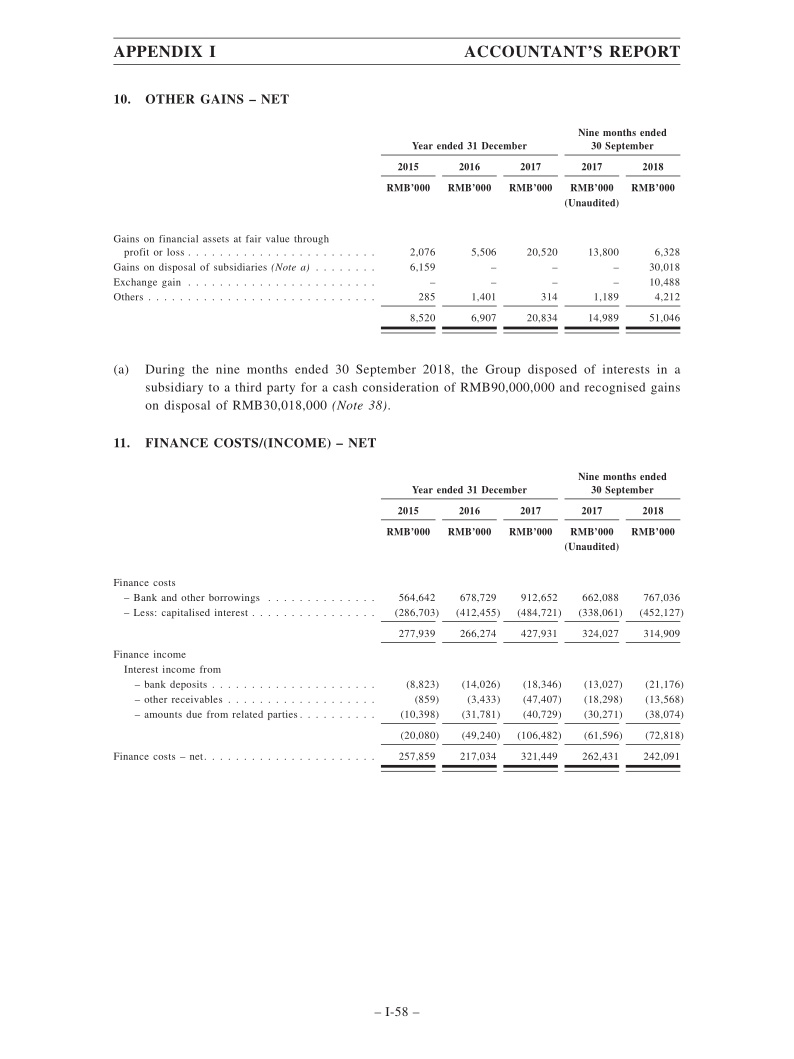 APPENDIX I ACCOUNTANT'S REPORT
10. OTHER GAINS – NET
Nine months ended
Year ended 31 December 30 September
2015 2016 2017 2017 2018
RMB'000 RMB'000 RMB'000 RMB'000 RMB'000
(Unaudited)
Gains on financial assets at fair value through
profit or loss . . . . . . . . . . . . . . . . . . . . . . . . 2,076 5,506 20,520 13,800 6,328
Gains on disposal of subsidiaries (Note a) . . . . . . . . 6,159 – – – 30,018
Exchange gain . . . . . . . . . . . . . . . . . . . . . . . . – – – – 10,488
Others . . . . . . . . . . . . . . . . . . . . . . . . . . . . . 285 1,401 314 1,189 4,212
8,520 6,907 20,834 14,989 51,046
(a) During the nine months ended 30 September 2018, the Group disposed of interests in a
subsidiary to a third party for a cash consideration of RMB90,000,000 and recognised gains
on disposal of RMB30,018,000 (Note 38).
11. FINANCE COSTS/(INCOME) – NET
Nine months ended
Year ended 31 December 30 September
2015 2016 2017 2017 2018
RMB'000 RMB'000 RMB'000 RMB'000 RMB'000
(Unaudited)
Finance costs
– Bank and other borrowings . . . . . . . . . . . . . . 564,642 678,729 912,652 662,088 767,036
– Less: capitalised interest . . . . . . . . . . . . . . . . (286,703) (412,455) (484,721) (338,061) (452,127)
277,939 266,274 427,931 324,027 314,909
Finance income
Interest income from
– bank deposits . . . . . . . . . . . . . . . . . . . . . (8,823) (14,026) (18,346) (13,027) (21,176)
– other receivables . . . . . . . . . . . . . . . . . . . (859) (3,433) (47,407) (18,298) (13,568)
– amounts due from related parties . . . . . . . . . . (10,398) (31,781) (40,729) (30,271) (38,074)
(20,080) (49,240) (106,482) (61,596) (72,818)
Finance costs – net. . . . . . . . . . . . . . . . . . . . . . 257,859 217,034 321,449 262,431 242,091
– I-58 –